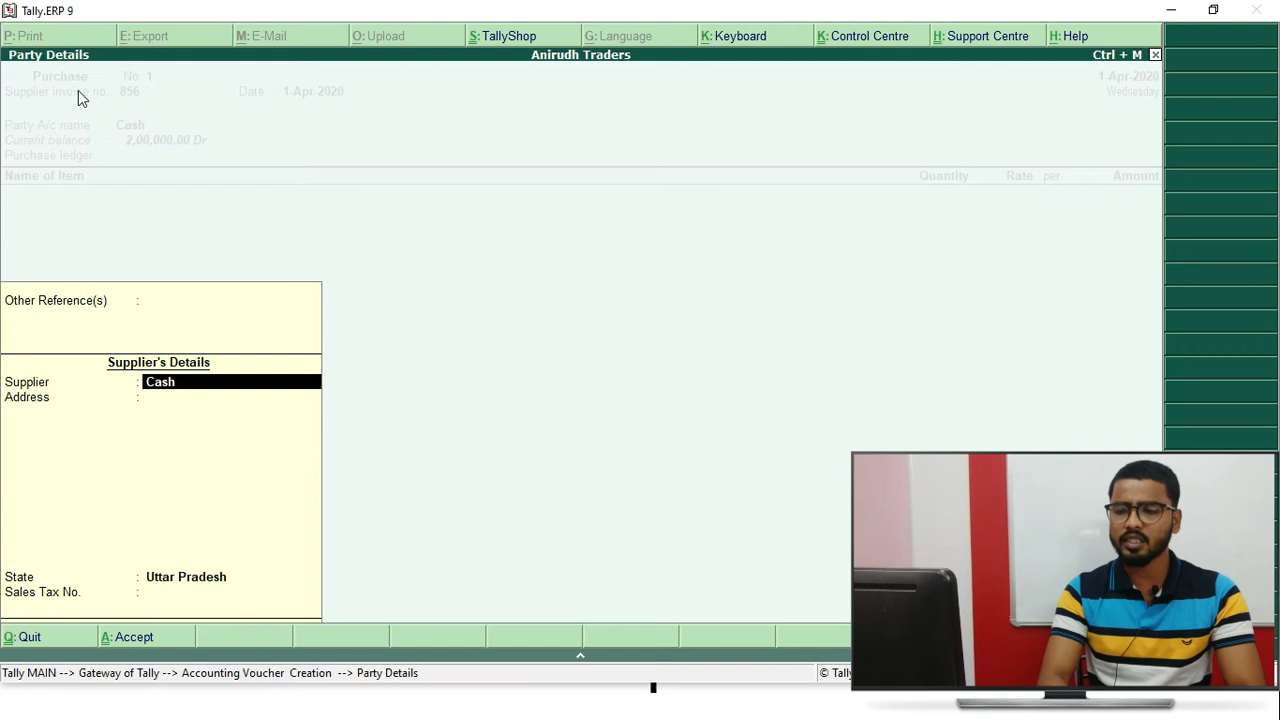 Tally.ERP 9
P: Print E: Export M: E-Mail O: Upload S: TallyShop G: Language K: Keyboard K: Control Centre H: Support Centre H: Help
Party Details Anirudh Traders Ctrl + M
Purchase No. 1 1-Apr-2020
Supplier invoice no.: 856 Date : 1-Apr-2020 Wednesday
Party A/c name : Cash
Current balance : 2,00,000.00 Dr
Purchase ledger :
Name of Item Quantity Rate per Amount
Other Reference(s) :
Supplier's Details
Supplier : Cash
Address :
State : Uttar Pradesh
Sales Tax No. :
Q: Quit A: Accept
Tally MAIN --> Gateway of Tally --> Accounting Voucher Creation --> Party Details © Tally